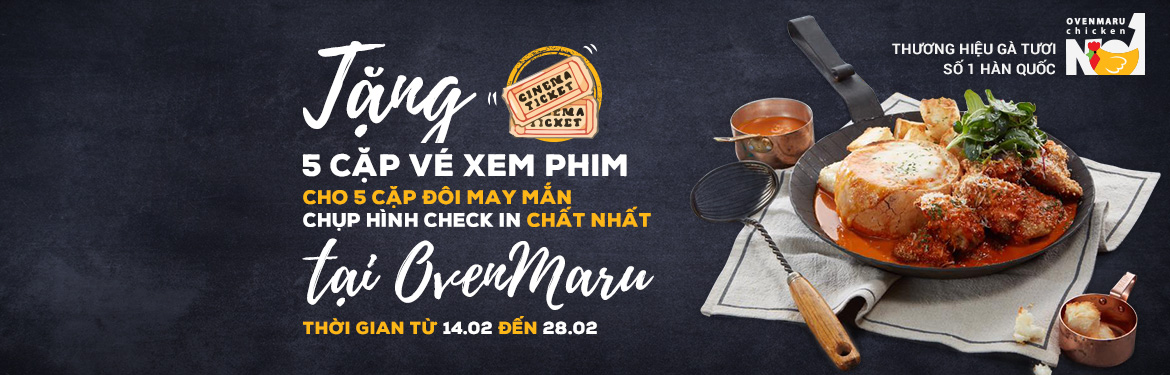 Tặng
CINEMA
TICKET
CINEMA
TICKET
5 CẶP VÉ XEM PHIM
CHO 5 CẶP ĐÔI MAY MẮN
CHỤP HÌNH CHECK IN CHẤT NHẤT
tại OvenMaru
THỜI GIAN TỪ 14.02 ĐẾN 28.02
THƯƠNG HIỆU GÀ TƯƠI
SỐ 1 HÀN QUỐC
OVENMARU
chicken
NO1